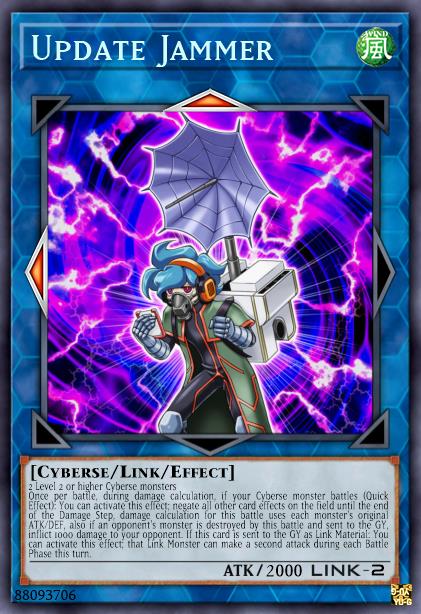 Update Jammer
WIND
風
[Cyberse/Link/Effect]
2 Level 2 or higher Cyberse monsters
Once per battle, during damage calculation, if your Cyberse monster battles (Quick
Effect): You can activate this effect; negate all other card effects on the field until the end
of the Damage Step, damage calculation for this battle uses each monster's original
ATK/DEF, also if an opponent's monster is destroyed by this battle and sent to the GY,
inflict 1000 damage to your opponent. If this card is sent to the GY as Link Material: You
can activate this effect; that Link Monster can make a second attack during each Battle
Phase this turn.
ATK/2000 LINK-2
88093706